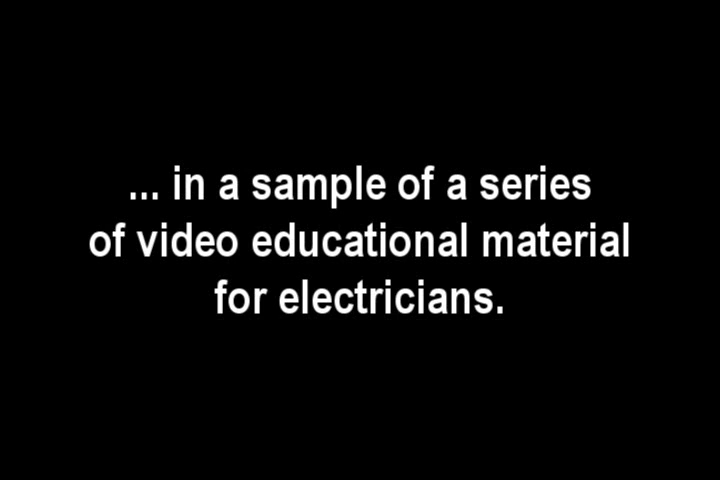 ... in a sample of a series
of video educational material
for electricians.